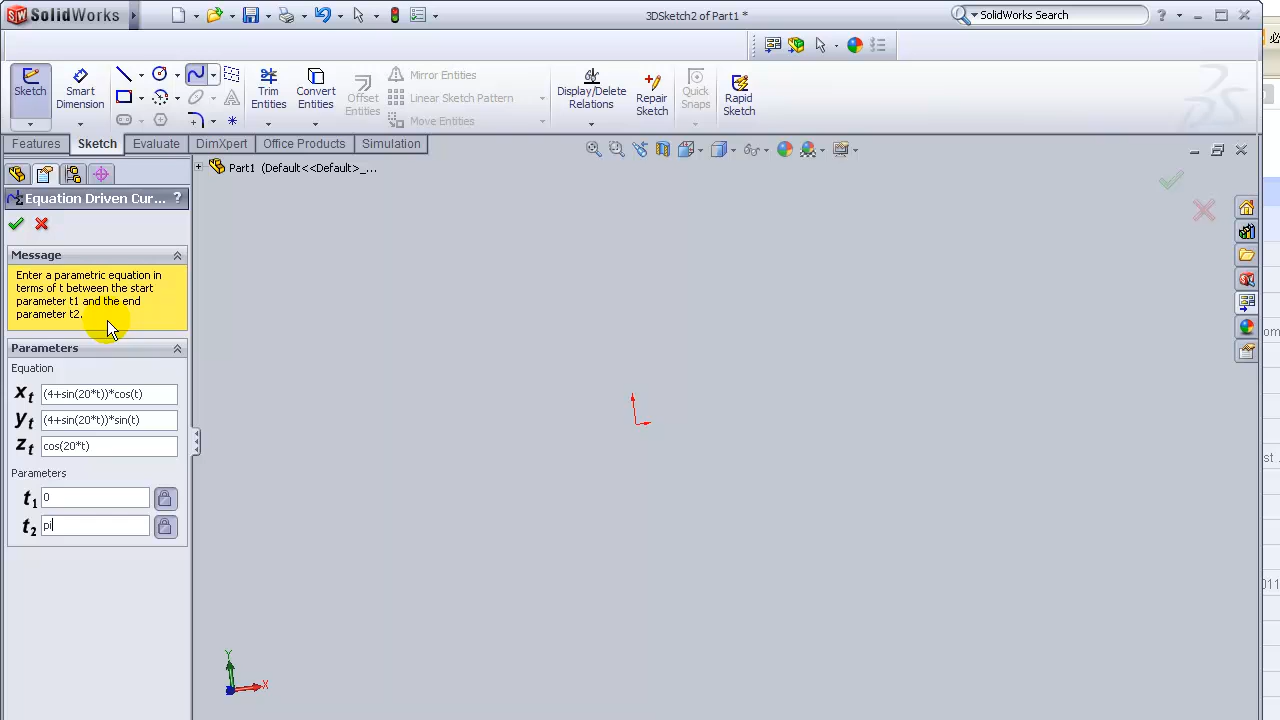 SolidWorks
3DSketch2 of Part1 *
SolidWorks Search
?
Sketch
Smart
Dimension
Trim
Entities
Convert
Entities
Offset
Entities
Mirror Entities
Linear Sketch Pattern
Move Entities
Display/Delete
Relations
Repair
Sketch
Quick
Snaps
Rapid
Sketch
Features
Sketch
Evaluate
DimXpert
Office Products
Simulation
Part1 (Default<<Default>_...
Equation Driven Cur... ?
Message
Enter a parametric equation in
terms of t between the start
parameter t1 and the end
parameter t2.
Parameters
Equation
Xt (4+sin(20*t))*cos(t)
yt (4+sin(20*t))*sin(t)
Zt cos(20*t)
Parameters
t1 0
t2 pi
Y
X
om
st .
011